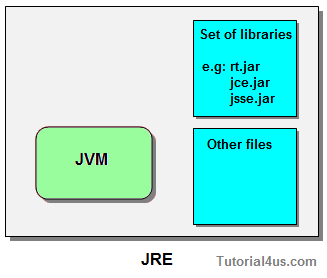 Set of libraries
e.g: rt.jar
jce.jar
jsse.jar
Other files
JVM
JRE
Tutorial4us.com